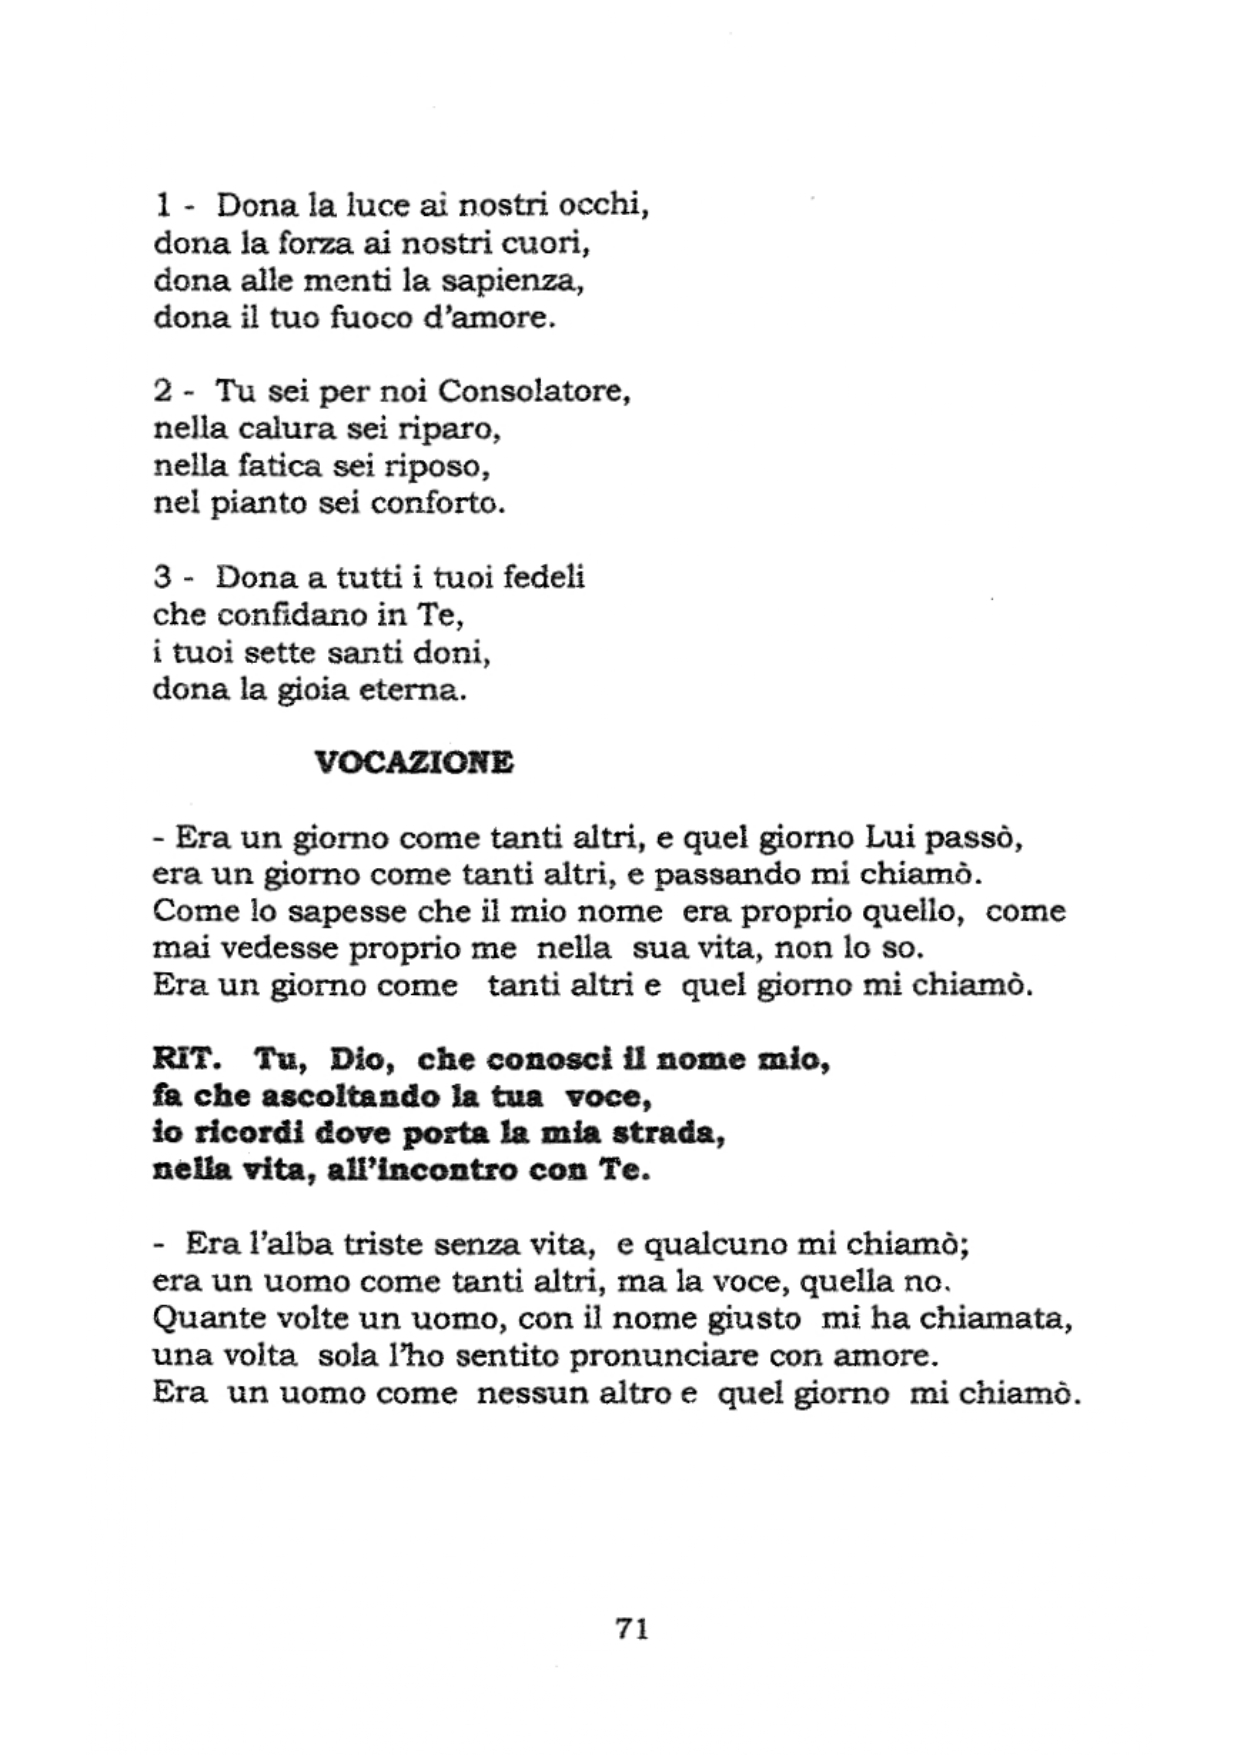 1 - Dona la luce ai nostri occhi,
dona la forza ai nostri cuori,
dona alle menti la sapienza,
dona il tuo fuoco d'amore.
2 - Tu sei per noi Consolatore,
nella calura sei riparo,
nella fatica sei riposo,
nel pianto sei conforto.
3 - Dona a tutti i tuoi fedeli
che confidano in Te,
i tuoi sette santi doni,
dona la gioia eterna.
VOCAZIONE
- Era un giorno come tanti altri, e quel giorno Lui passò,
era un giorno come tanti altri, e passando mi chiamò.
Come lo sapesse che il mio nome era proprio quello, come
mai vedesse proprio me nella sua vita, non lo so.
Era un giorno come tanti altri e quel giorno mi chiamò.
RIT. Tu, Dio, che conosci il nome mio,
fa che ascoltando la tua voce,
io ricordi dove porta la mia strada,
nella vita, all'incontro con Te.
- Era l'alba triste senza vita, e qualcuno mi chiamò;
era un uomo come tanti altri, ma la voce, quella no.
Quante volte un uomo, con il nome giusto mi ha chiamata,
una volta sola l'ho sentito pronunciare con amore.
Era un uomo come nessun altro e quel giorno mi chiamò.
71